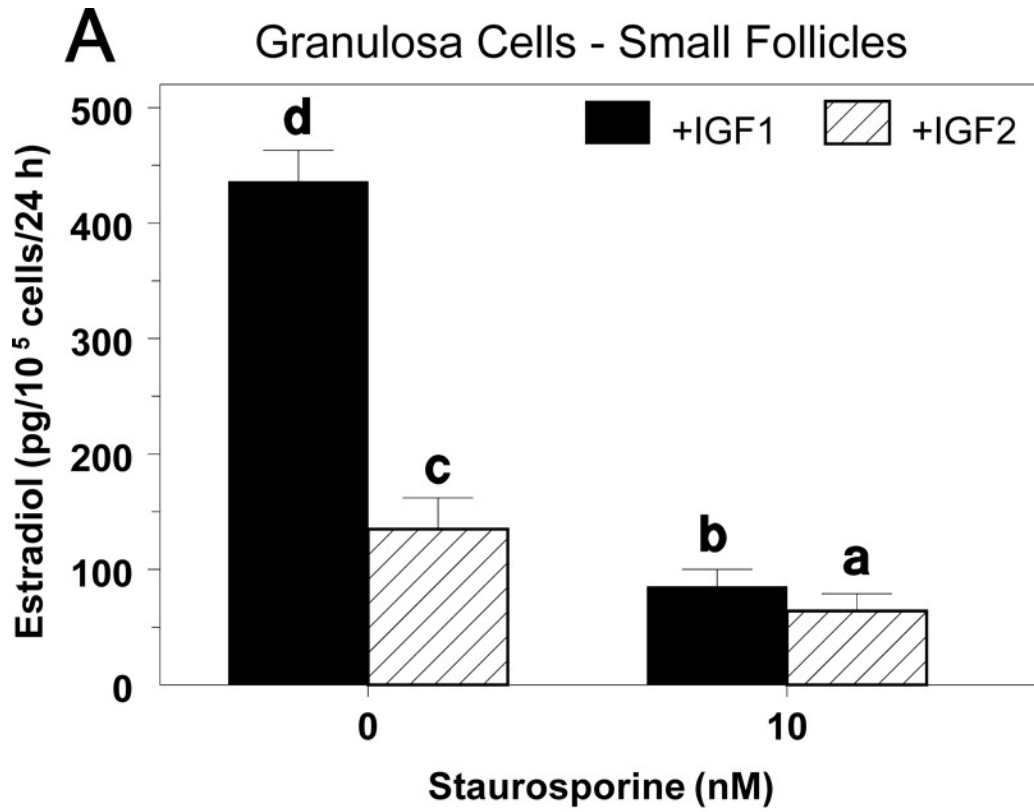 A
Granulosa Cells - Small Follicles
+IGF1
+IGF2
Estradiol (pg/10⁵ cells/24 h)
500
400
300
200
100
0
d
c
b
a
0
10
Staurosporine (nM)